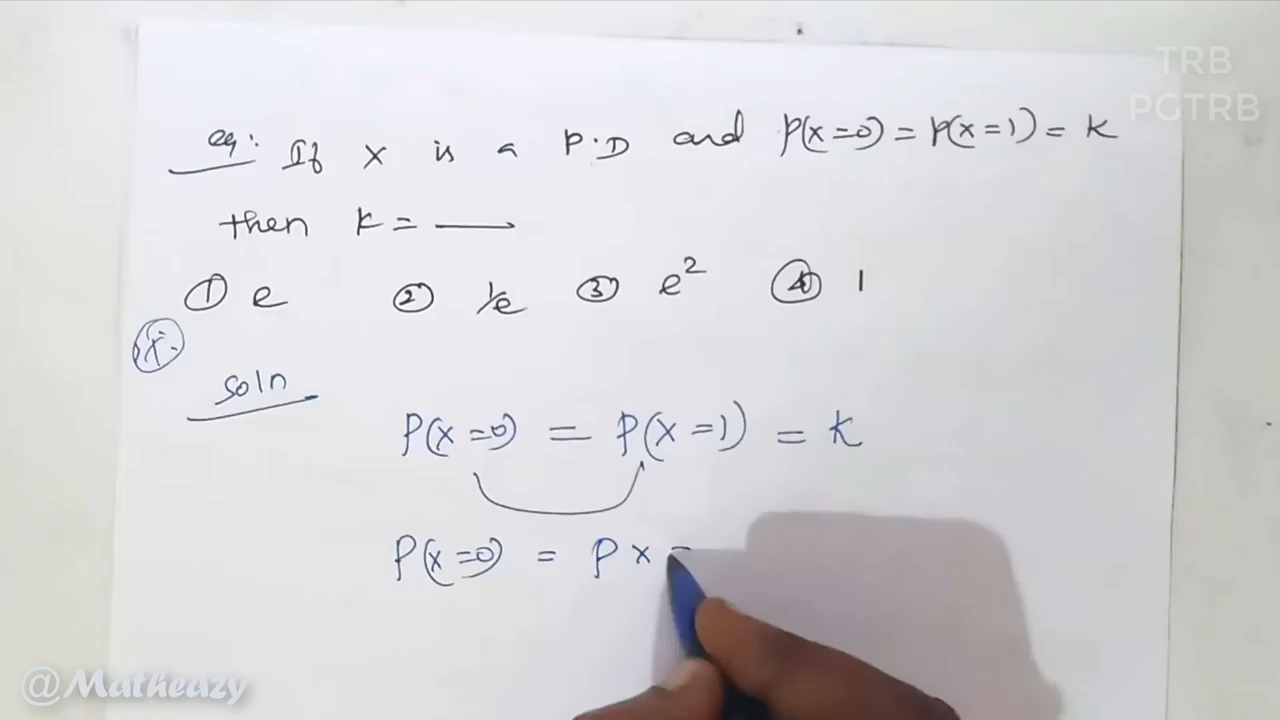 TRB
PGTRB
eg: If X is a P.D and P(X=0) = P(X=1) = K
then K = —
① e ② 1/e ③ e² ④ 1
Soln
P(X=0) = P(X=1) = K
P(X=0) = P X =
@Matheazy